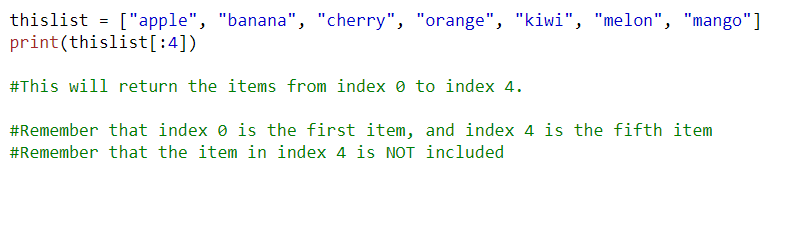 thislist = ["apple", "banana", "cherry", "orange", "kiwi", "melon", "mango"]
print(thislist[:4])
#This will return the items from index 0 to index 4.
#Remember that index 0 is the first item, and index 4 is the fifth item
#Remember that the item in index 4 is NOT included